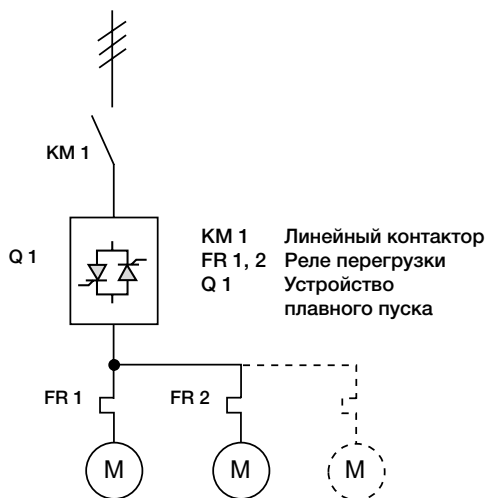 KM 1
Q 1
KM 1 Линейный контактор
FR 1, 2 Реле перегрузки
Q 1 Устройство
плавного пуска
FR 1
FR 2
M
M
M